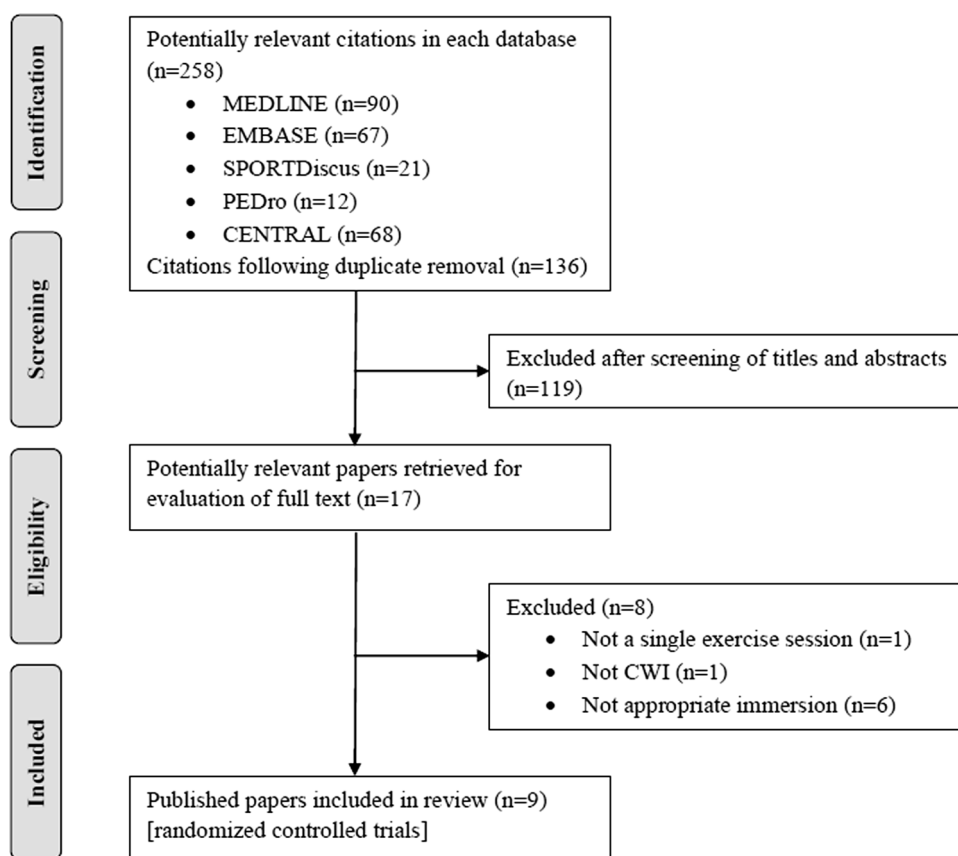 Identification
Potentially relevant citations in each database
(n=258)
• MEDLINE (n=90)
• EMBASE (n=67)
• SPORTDiscus (n=21)
• PEDro (n=12)
• CENTRAL (n=68)
Citations following duplicate removal (n=136)
Screening
Excluded after screening of titles and abstracts
(n=119)
Eligibility
Potentially relevant papers retrieved for
evaluation of full text (n=17)
Excluded (n=8)
• Not a single exercise session (n=1)
• Not CWI (n=1)
• Not appropriate immersion (n=6)
Included
Published papers included in review (n=9)
[randomized controlled trials]